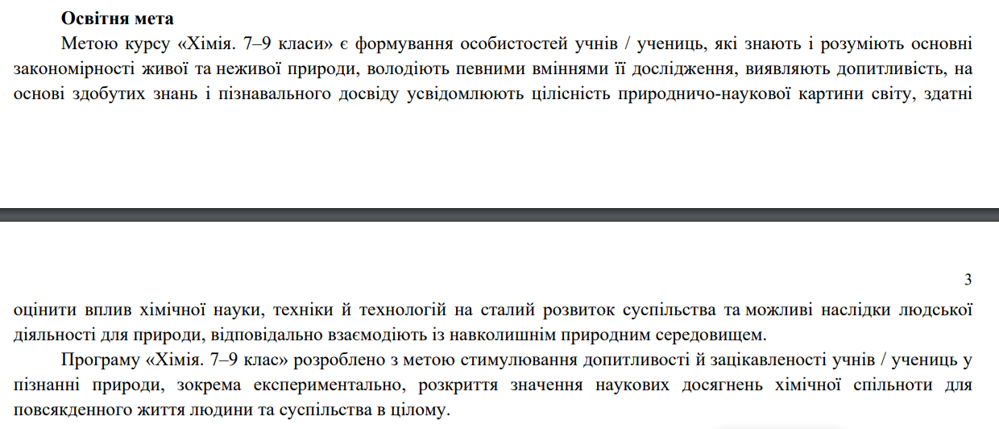 Освітня мета
Метою курсу «Хімія. 7–9 класи» є формування особистостей учнів / учениць, які знають і розуміють основні
закономірності живої та неживої природи, володіють певними вміннями її дослідження, виявляють допитливість, на
основі здобутих знань і пізнавального досвіду усвідомлюють цілісність природничо-наукової картини світу, здатні
3
оцінити вплив хімічної науки, техніки й технологій на сталий розвиток суспільства та можливі наслідки людської
діяльності для природи, відповідально взаємодіють із навколишнім природним середовищем.
Програму «Хімія. 7–9 клас» розроблено з метою стимулювання допитливості й зацікавленості учнів / учениць у
пізнанні природи, зокрема експериментально, розкриття значення наукових досягнень хімічної спільноти для
повсякденного життя людини та суспільства в цілому.